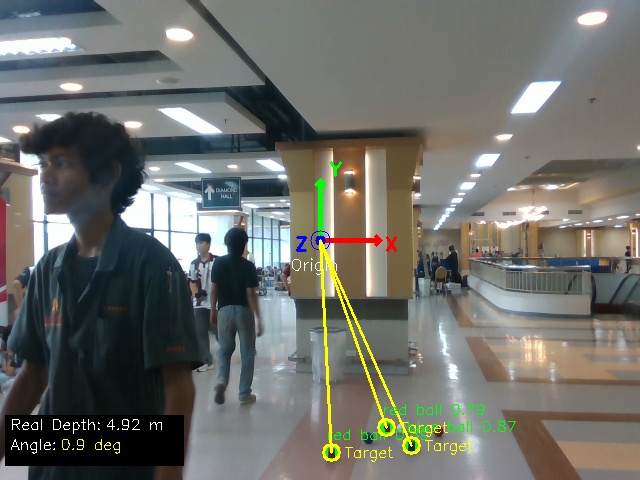 DIAMOND
HALL
Y
Z
X
Origin
red ball 0.79
ball 0.87
ed ball
Target
Target
Target
Real Depth: 4.92 m
Angle: 0.9 deg